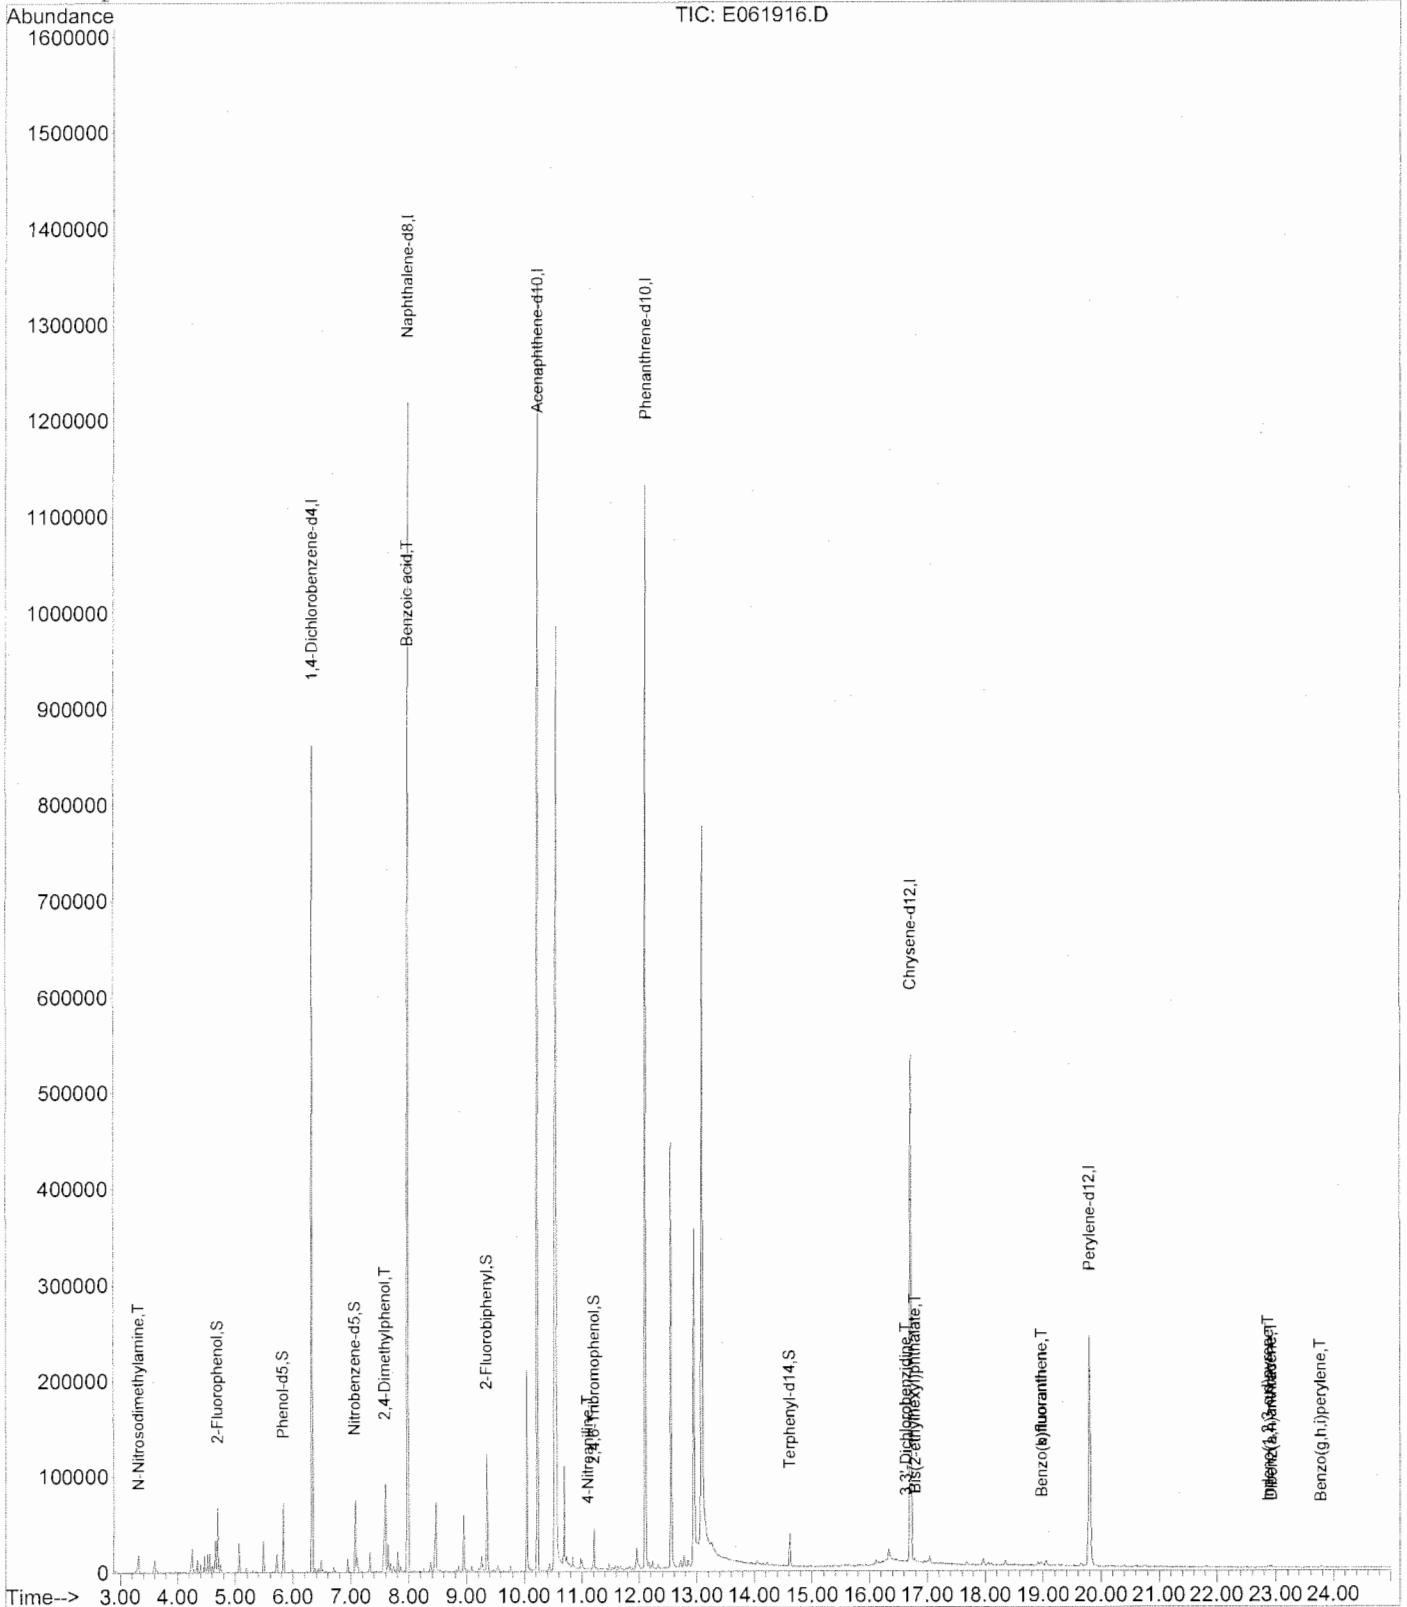 Abundance
TIC: E061916.D
1600000
1500000
1400000
1300000
1200000
1100000
1000000
900000
800000
700000
600000
500000
400000
300000
200000
100000
0
N-Nitrosodimethylamine,T
2-Fluorophenol,S
Phenol-d5,S
1,4-Dichlorobenzene-d4,I
Nitrobenzene-d5,S
2,4-Dimethylphenol,T
Naphthalene-d8,I
Benzoic acid,T
2-Fluorobiphenyl,S
Acenaphthene-d10,I
4-Nitroaniline,T
2,4,6-Tribromophenol,S
Phenanthrene-d10,I
Terphenyl-d14,S
3,3'-Dichlorobenzidine,T
Chrysene-d12,I
Bis(2-ethylhexyl)phthalate,T
Perylene-d12,I
Benzo(g,h,i)perylene,T
Time--> 3.00 4.00 5.00 6.00 7.00 8.00 9.00 10.00 11.00 12.00 13.00 14.00 15.00 16.00 17.00 18.00 19.00 20.00 21.00 22.00 23.00 24.00